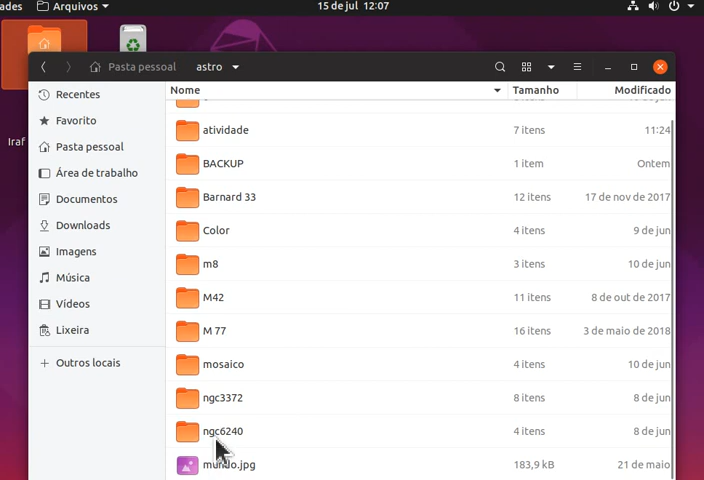 ades Arquivos 15 de jul 12:07
Pasta pessoal astro
Nome Tamanho Modificado
Recentes
Favorito
Pasta pessoal
Área de trabalho
Documentos
Downloads
Imagens
Música
Vídeos
Lixeira
+ Outros locais
Iraf
atividade 7 itens 11:24
BACKUP 1 item Ontem
Barnard 33 12 itens 17 de nov de 2017
Color 4 itens 9 de jun
m8 3 itens 10 de jun
M42 11 itens 8 de out de 2017
M 77 16 itens 3 de maio de 2018
mosaico 4 itens 10 de jun
ngc3372 8 itens 8 de jun
ngc6240 4 itens 8 de jun
mundo.jpg 183,9 kB 21 de maio